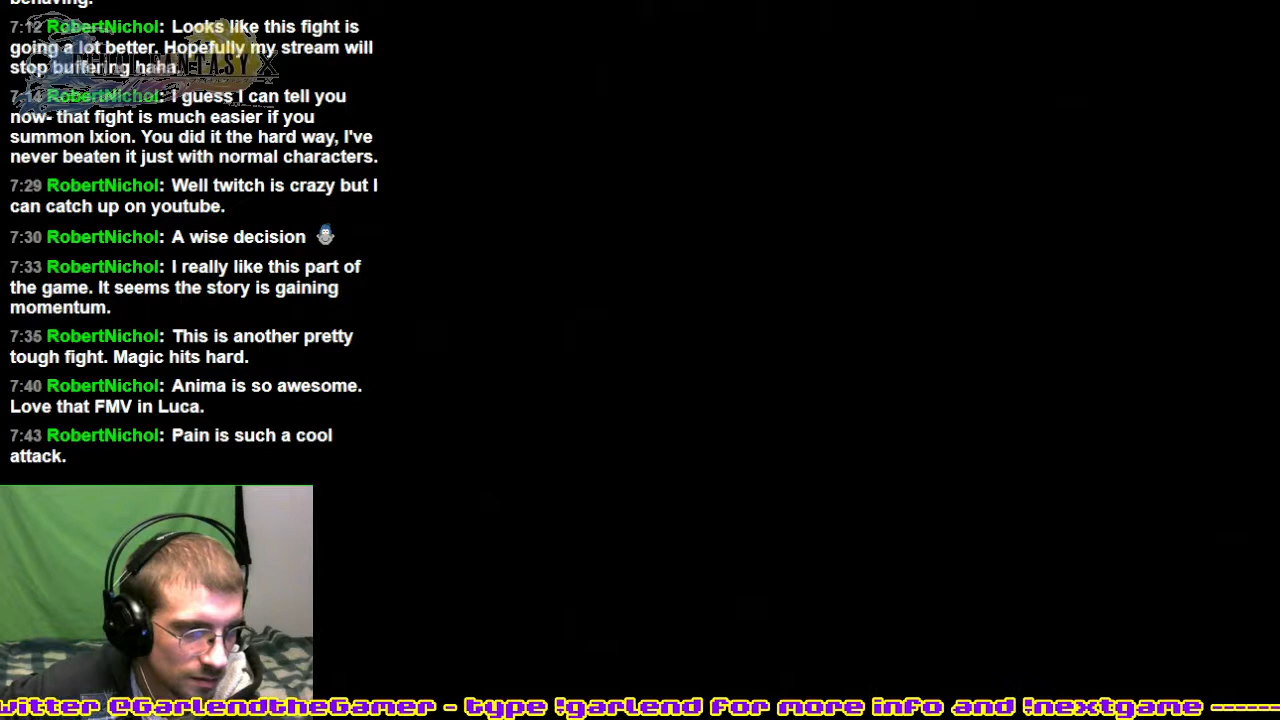 behaving.
7:12 RobertNichol: Looks like this fight is
going a lot better. Hopefully my stream will
stop buffering haha.
FINAL FANTASY X
7:14 RobertNichol: I guess I can tell you
now- that fight is much easier if you
summon Ixion. You did it the hard way, I've
never beaten it just with normal characters.
7:29 RobertNichol: Well twitch is crazy but I
can catch up on youtube.
7:30 RobertNichol: A wise decision
7:33 RobertNichol: I really like this part of
the game. It seems the story is gaining
momentum.
7:35 RobertNichol: This is another pretty
tough fight. Magic hits hard.
7:40 RobertNichol: Anima is so awesome.
Love that FMV in Luca.
7:43 RobertNichol: Pain is such a cool
attack.
witter @GarlendtheGamer - type !garlend for more info and !nextgame ------